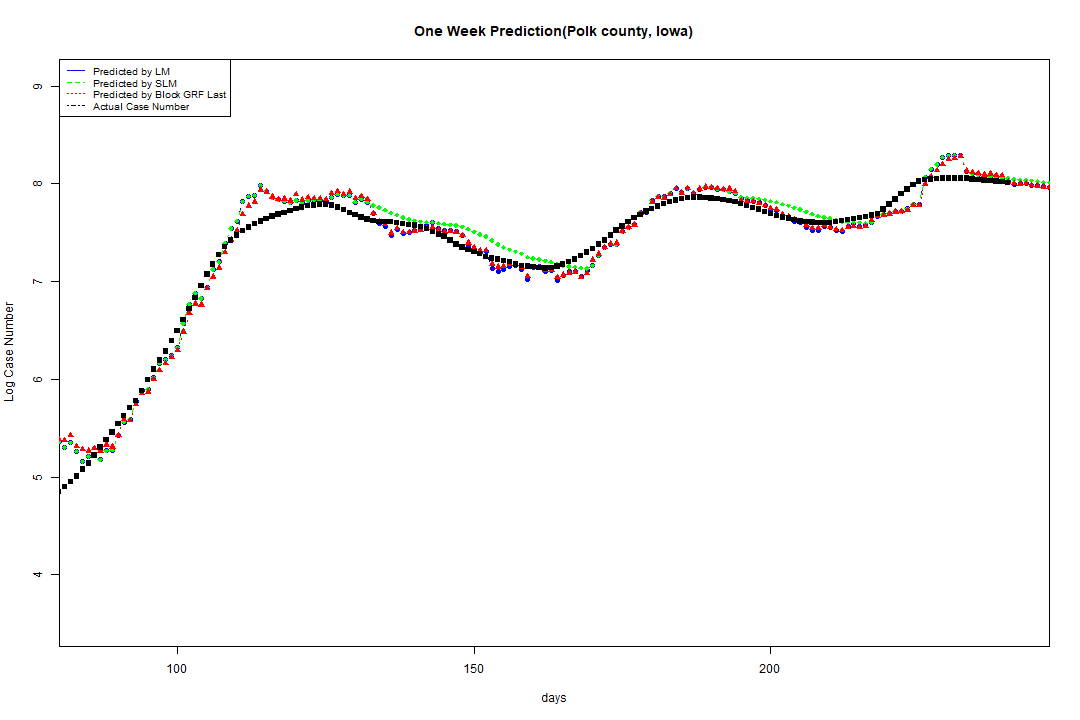 One Week Prediction(Polk county, Iowa)
Predicted by LM
Predicted by SLM
Predicted by Block GRF Last
Actual Case Number
9
8
7
6
5
4
Log Case Number
100 150 200
days